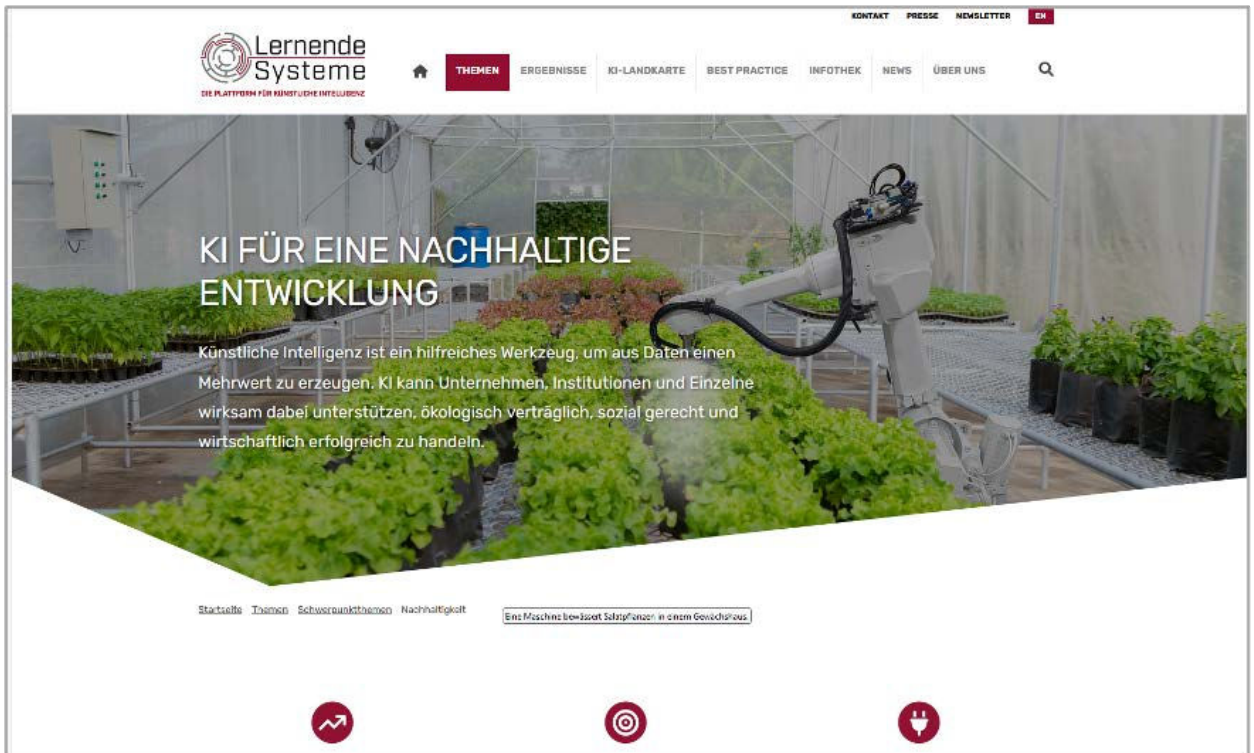 KONTAKT PRESSE NEWSLETTER EN
Lernende
Systeme
DIE PLATTFORM FÜR KÜNSTLICHE INTELLIGENZ
THEMEN ERGEBNISSE KI-LANDKARTE BEST PRACTICE INFOTHEK NEWS ÜBER UNS
KI FÜR EINE NACHHALTIGE
ENTWICKLUNG
Künstliche Intelligenz ist ein hilfreiches Werkzeug, um aus Daten einen
Mehrwert zu erzeugen. KI kann Unternehmen, Institutionen und Einzelne
wirksam dabei unterstützen, ökologisch verträglich, sozial gerecht und
wirtschaftlich erfolgreich zu handeln.
Startseite Themen Schwerpunktthemen Nachhaltigkeit
Eine Maschine bewässert Salatpflanzen in einem Gewächshaus.